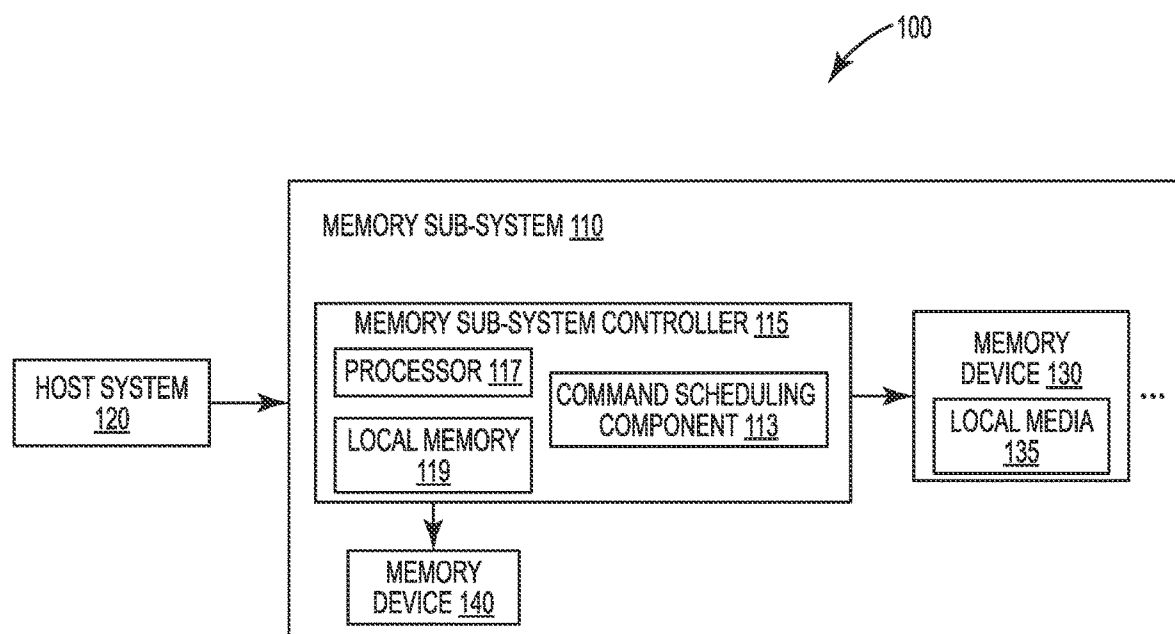 100
MEMORY SUB-SYSTEM 110
MEMORY SUB-SYSTEM CONTROLLER 115
PROCESSOR 117
LOCAL MEMORY
119
COMMAND SCHEDULING
COMPONENT 113
HOST SYSTEM
120
MEMORY
DEVICE 130
LOCAL MEDIA
135
...
MEMORY
DEVICE 140